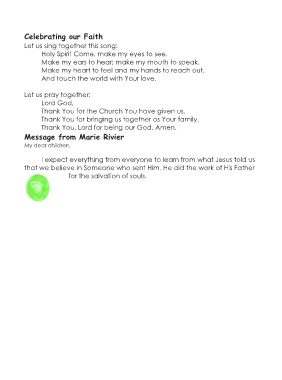 Celebrating our Faith
Let us sing together this song:
Holy Spirit Come, make my eyes to see.
Make my ears to hear; make my mouth to speak.
Make my heart to feel and my hands to reach out,
And touch the world with Your love.
Let us pray together:
Lord God,
Thank You for the Church You have given us.
Thank You for bringing us together as Your family.
Thank You, Lord for being our God. Amen.
Message from Marie Rivier
My dear children,
I expect everything from everyone to learn from what Jesus told us
that we believe in Someone who sent Him. He did the work of His Father
for the salvation of souls.